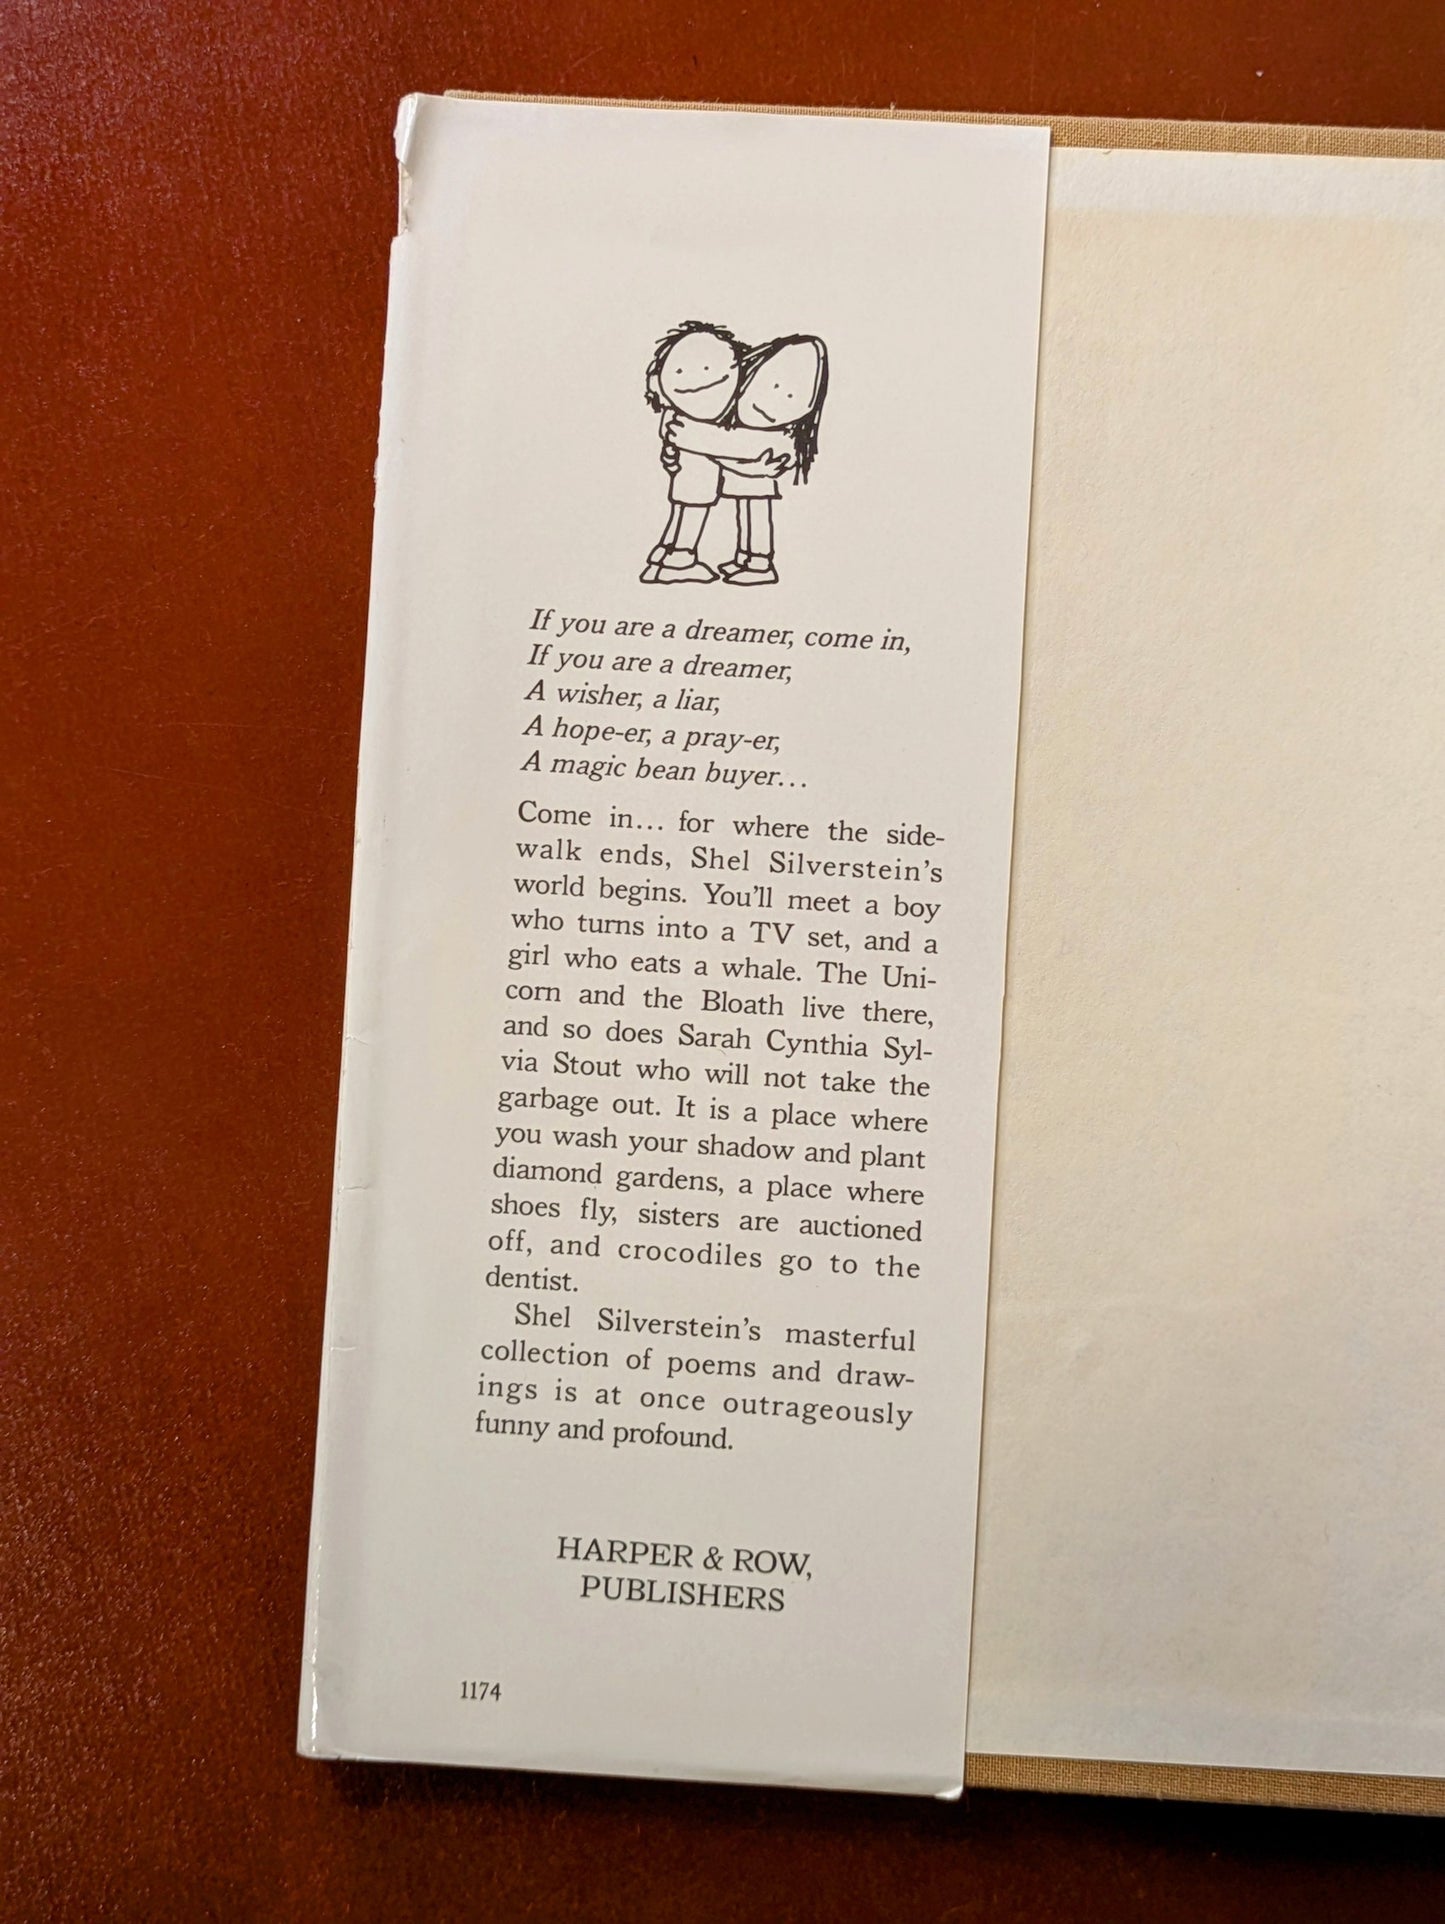 If you are a dreamer, come in,
If you are a dreamer,
A wisher, a liar,
A hope-er, a pray-er,
A magic bean buyer...
Come in... for where the side-
walk ends, Shel Silverstein's
world begins. You'll meet a boy
who turns into a TV set, and a
girl who eats a whale. The Uni-
corn and the Bloath live there,
and so does Sarah Cynthia Syl-
via Stout who will not take the
garbage out. It is a place where
you wash your shadow and plant
diamond gardens, a place where
shoes fly, sisters are auctioned
off, and crocodiles go to the
dentist.
Shel Silverstein's masterful
collection of poems and draw-
ings is at once outrageously
funny and profound.
HARPER & ROW,
PUBLISHERS
1174